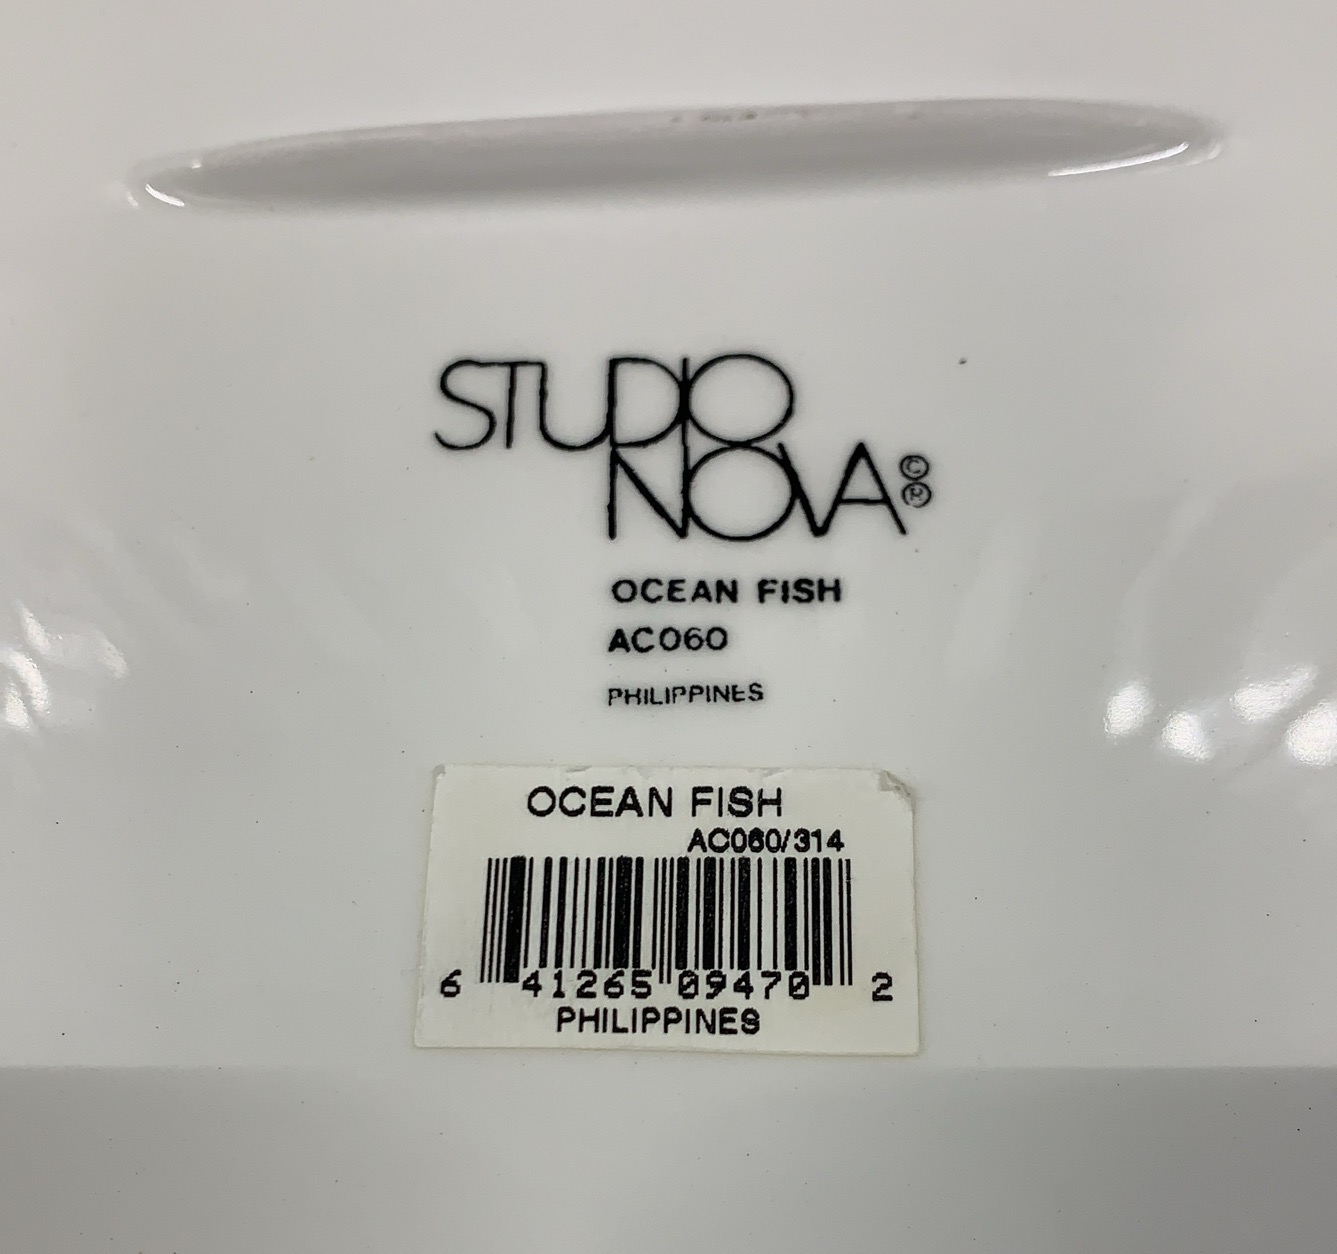 STUDIO
NOVA ©
®
OCEAN FISH
AC060
PHILIPPINES
OCEAN FISH
AC060/314
6 41265 09470 2
PHILIPPINES